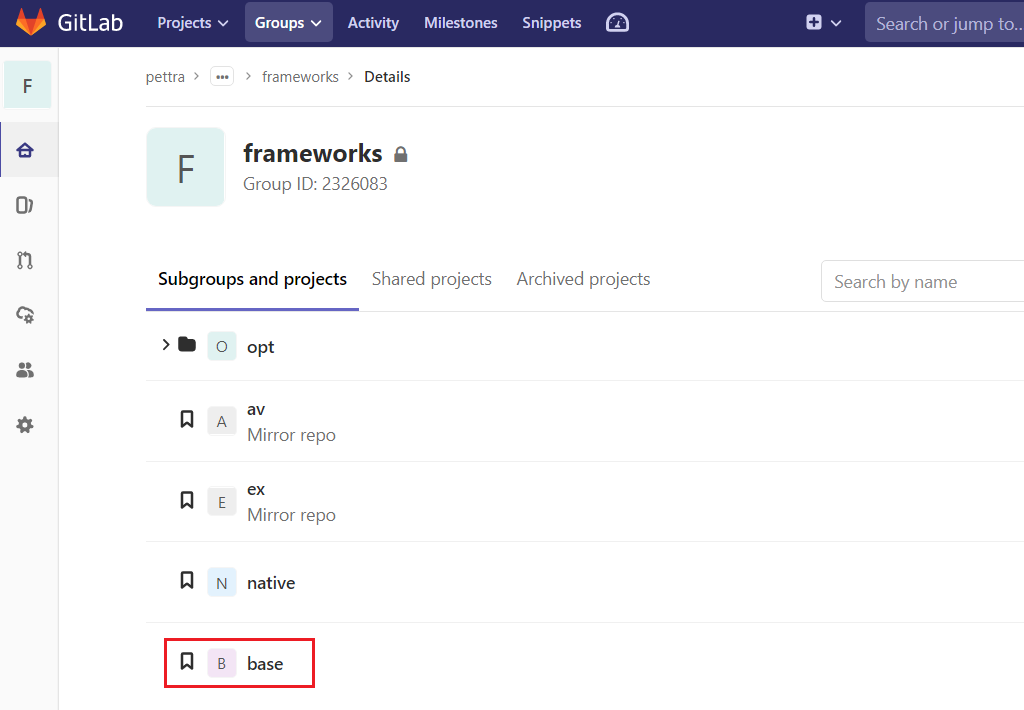 GitLab Projects Groups Activity Milestones Snippets Search or jump to...
F
pettra > ... > frameworks > Details
F
frameworks
Group ID: 2326083
Subgroups and projects Shared projects Archived projects Search by name
O opt
A av
Mirror repo
E ex
Mirror repo
N native
B base